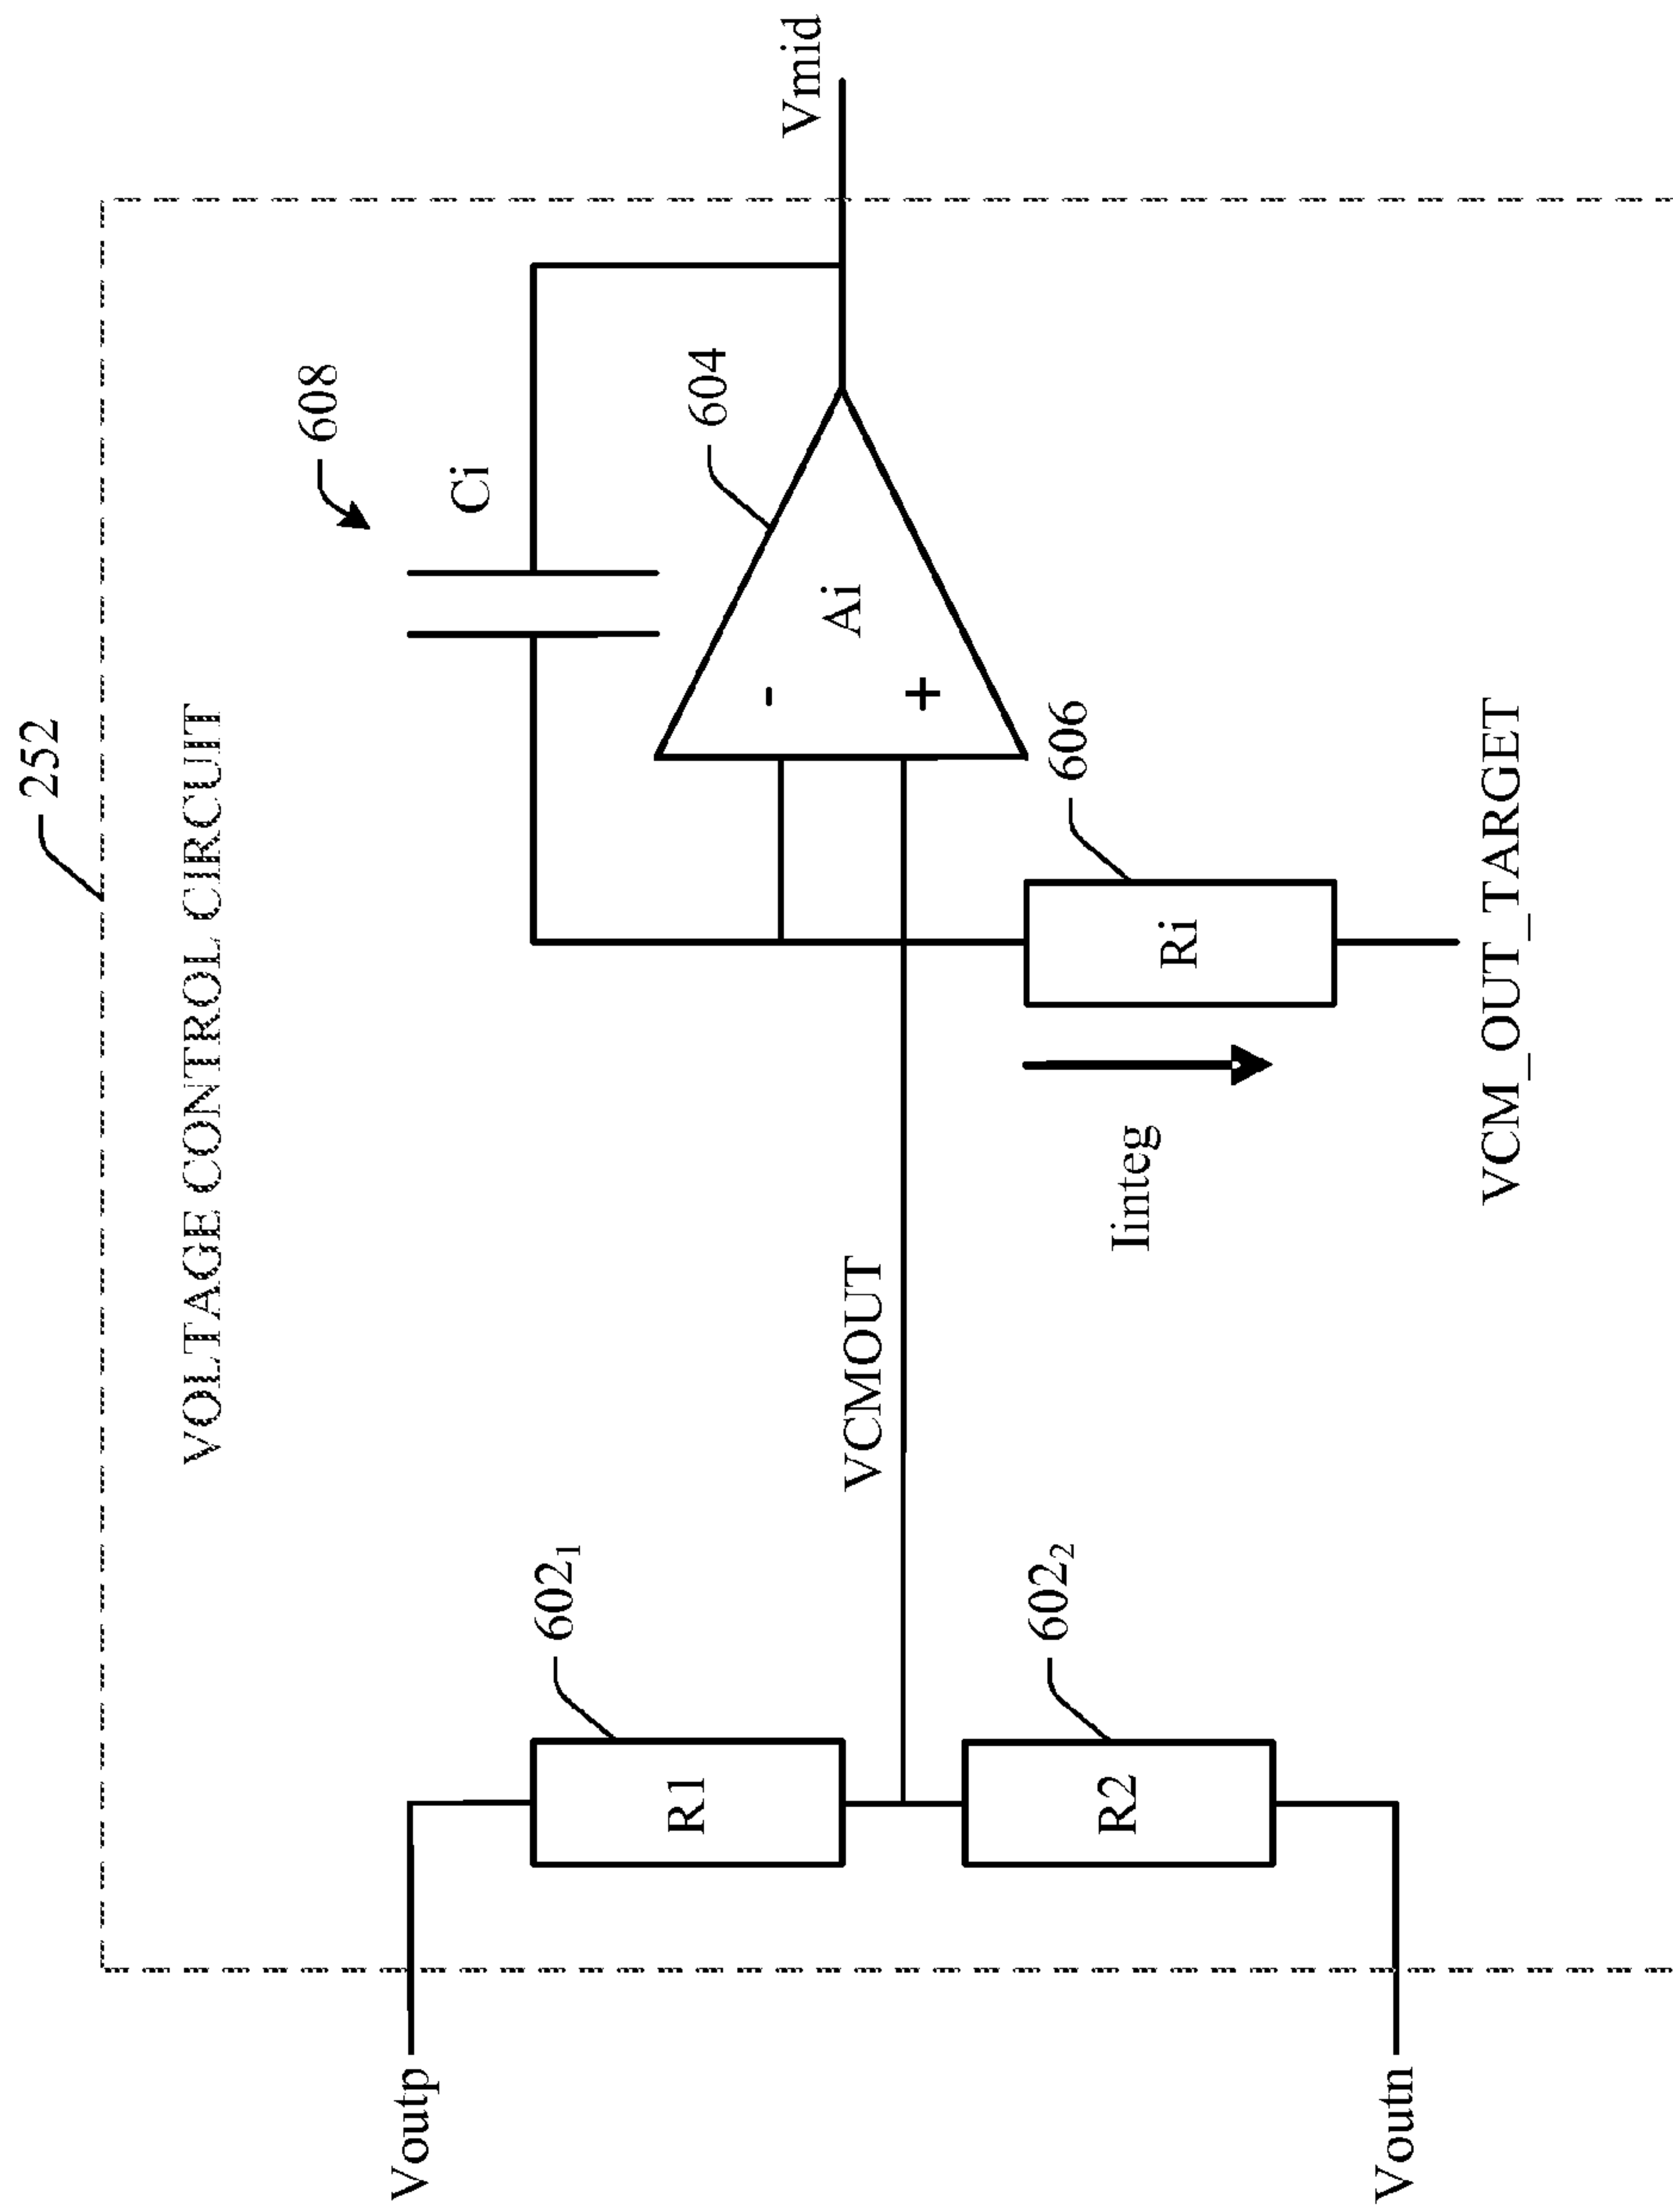 252
VOLTAGE CONTROL CIRCUIT
608
Ci
604
Vmid
Ai
-
+
Voutp
602₁
R1
VCMOUT
606
Ri
Iinteg
602₂
R2
Voutn
VCM_OUT_TARGET